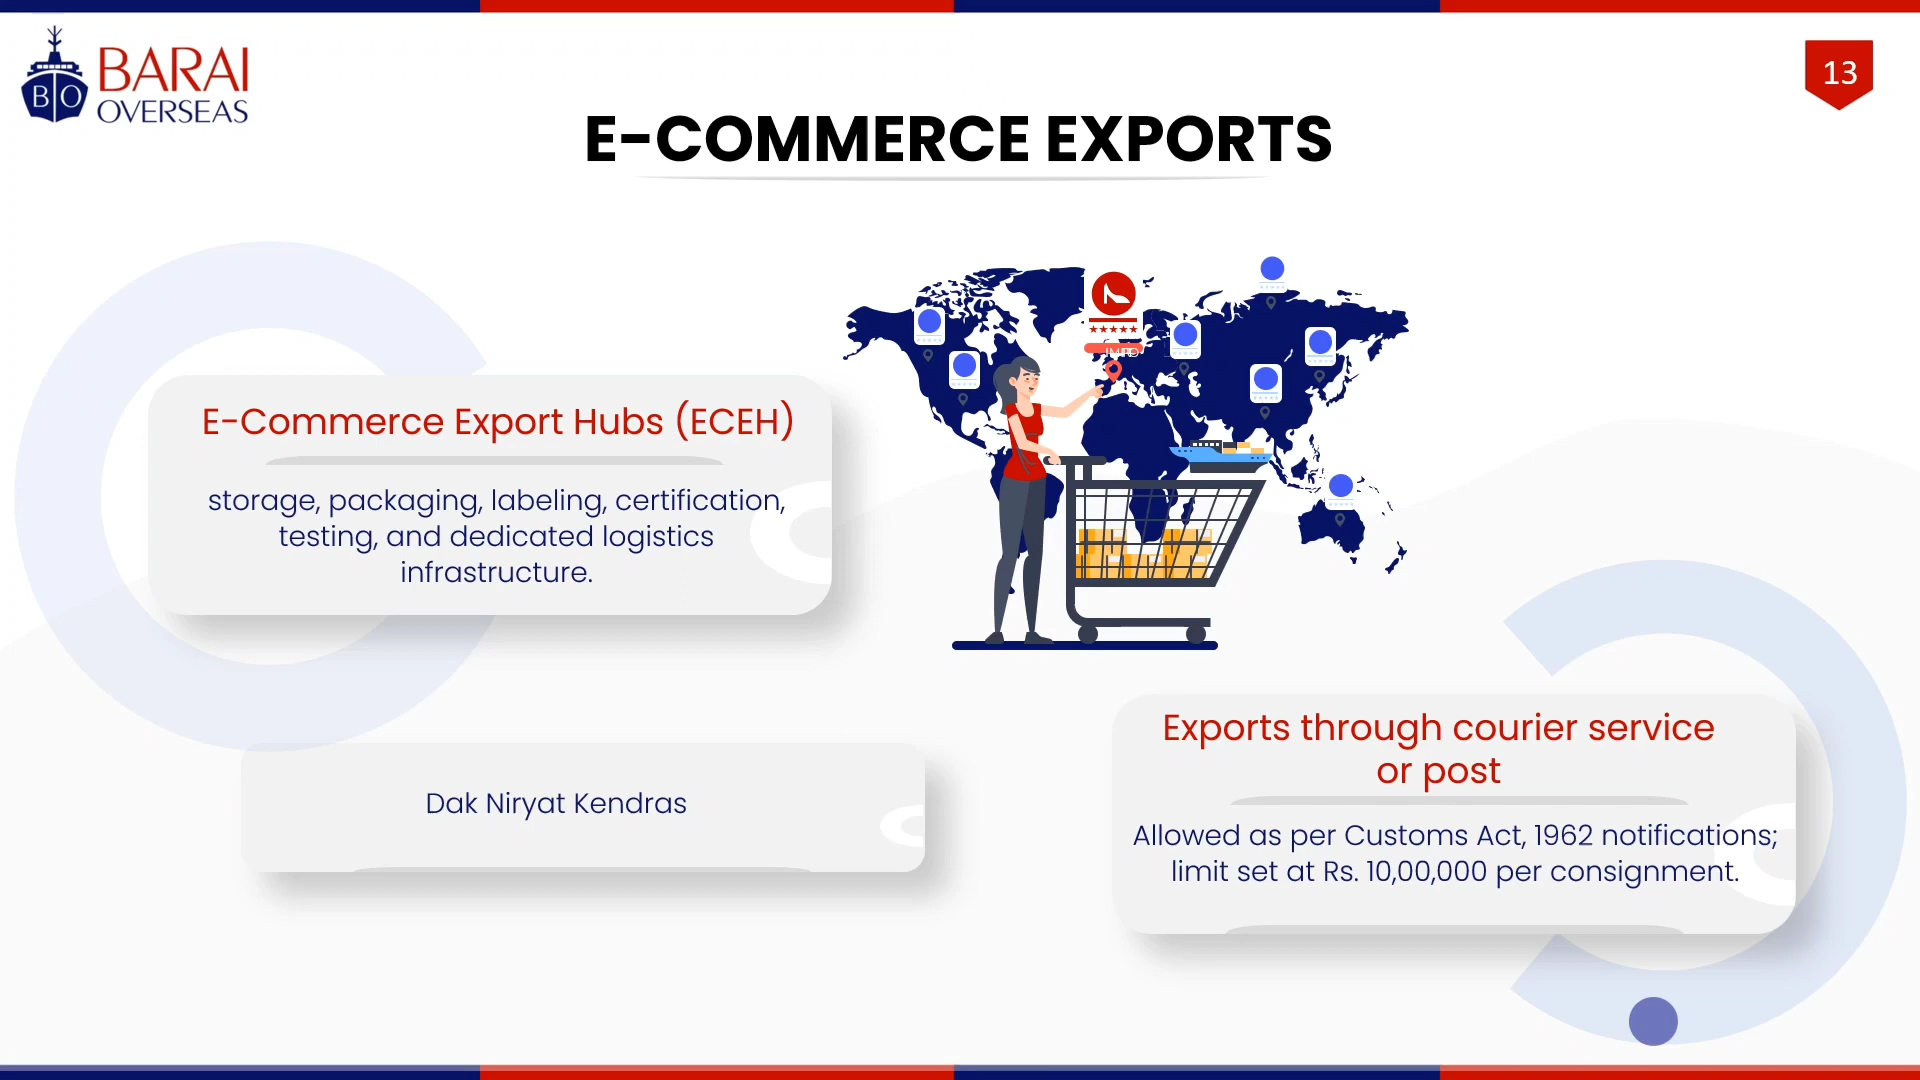 BO
BARAI
OVERSEAS
13
E-COMMERCE EXPORTS
E-Commerce Export Hubs (ECEH)
storage, packaging, labeling, certification,
testing, and dedicated logistics
infrastructure.
Dak Niryat Kendras
Exports through courier service
or post
Allowed as per Customs Act, 1962 notifications;
limit set at Rs. 10,00,000 per consignment.